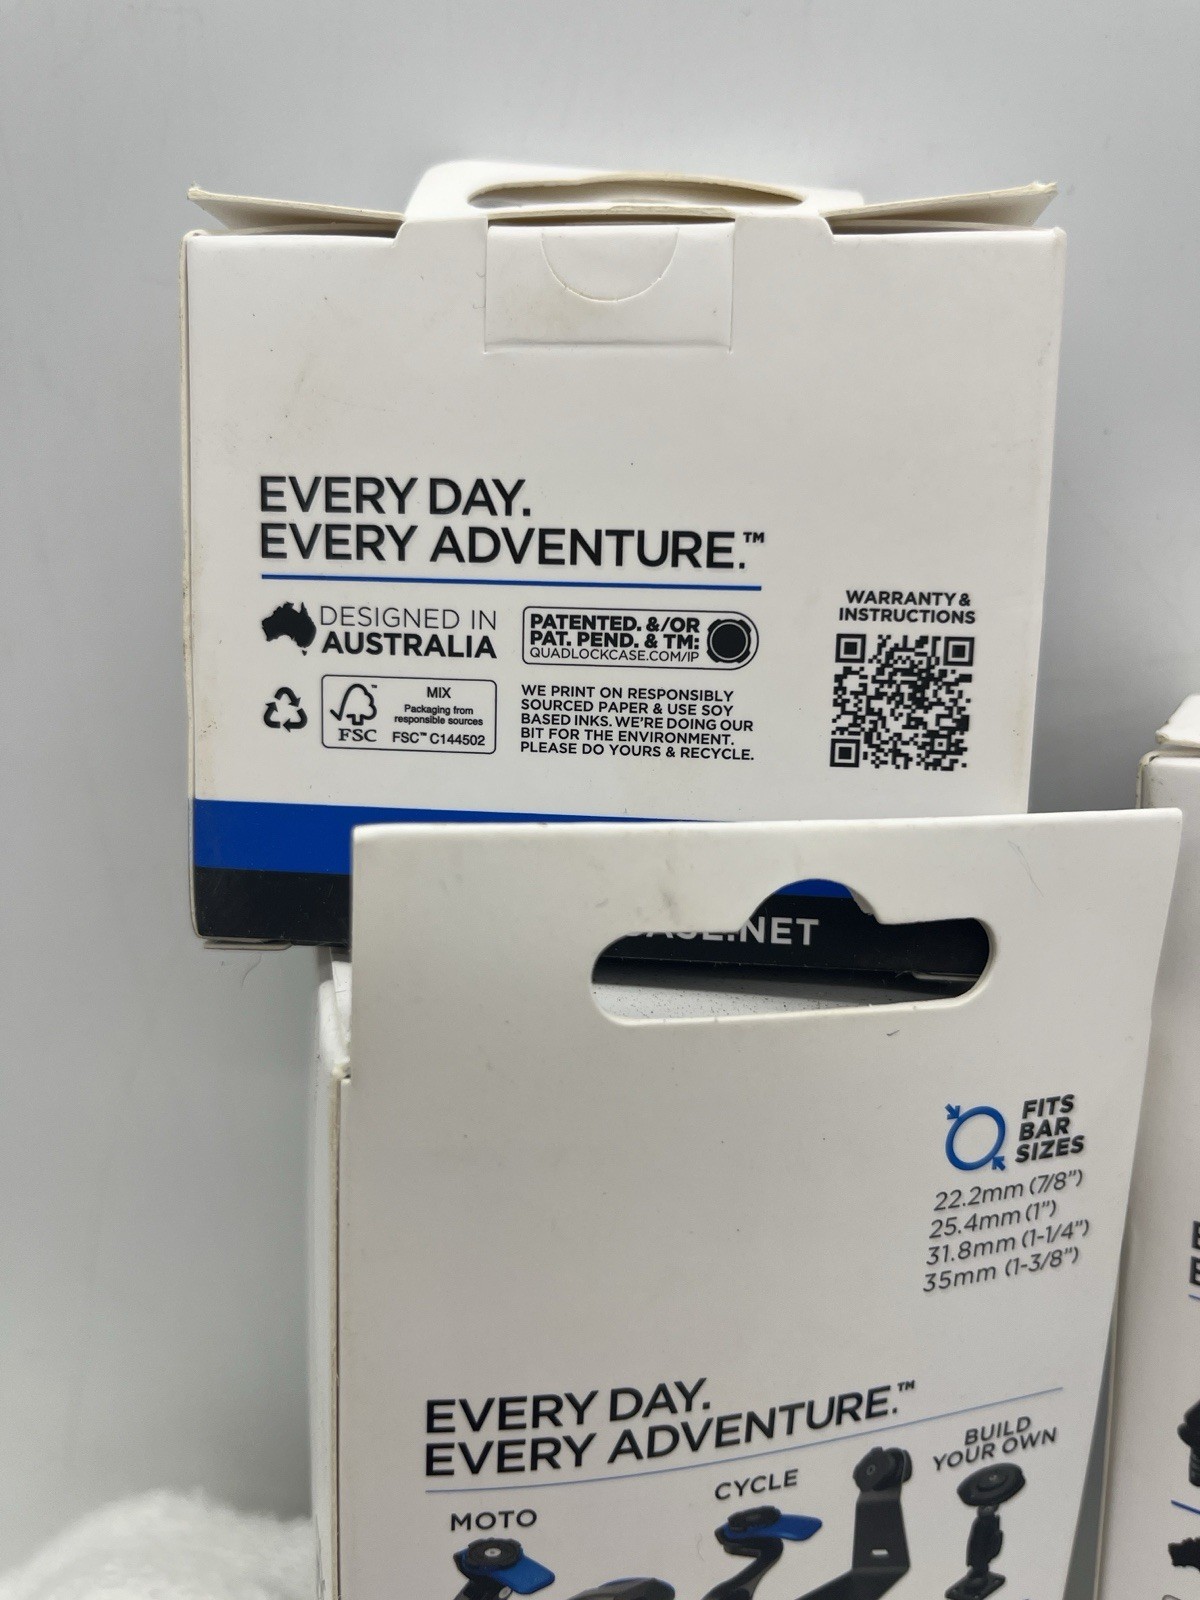 EVERY DAY.
EVERY ADVENTURE.™
DESIGNED IN
AUSTRALIA
PATENTED. &/OR
PAT. PEND. & TM:
QUADLOCKCASE.COM/IP
WARRANTY &
INSTRUCTIONS
FSC
MIX
Packaging from
responsible sources
FSC™ C144502
WE PRINT ON RESPONSIBLY
SOURCED PAPER & USE SOY
BASED INKS. WE'RE DOING OUR
BIT FOR THE ENVIRONMENT.
PLEASE DO YOURS & RECYCLE.
CASE.NET
FITS
BAR
SIZES
22.2mm (7/8")
25.4mm (1")
31.8mm (1-1/4")
35mm (1-3/8")
EVERY DAY.
EVERY ADVENTURE.™
MOTO
CYCLE
BUILD
YOUR OWN